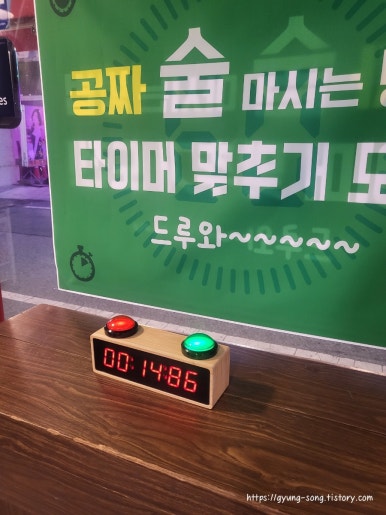 공짜 술 마시는
타이머 맞추기
드루와~~~~~
00:14:86
https://gyung-song.tistory.com